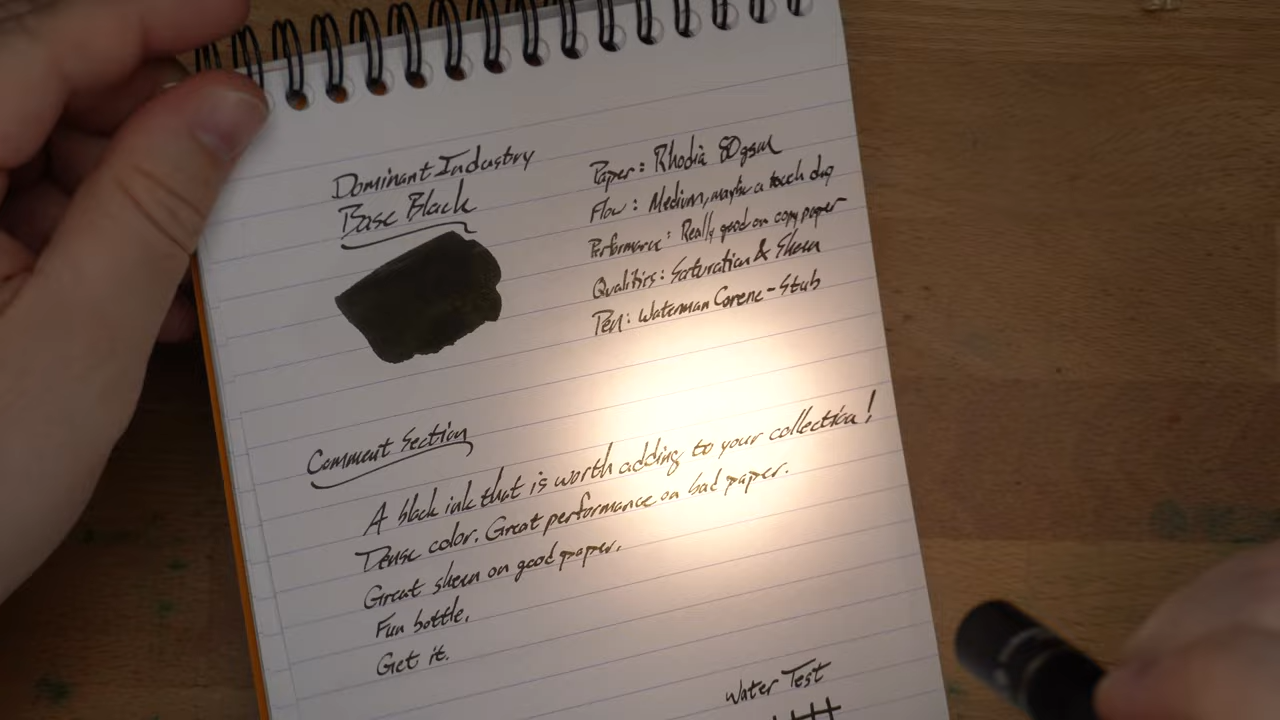 Dominant Industry
Base Black
Paper: Rhodia 80gsm
Flow: Medium, maybe a touch dry
Performance: Really good on copy paper
Qualities: Saturation & Sheen
Pen: Waterman Carene - Stub
Comment Section
A black ink that is worth adding to your collection!
Dense color. Great performance on bad paper.
Great sheen on good paper.
Fun bottle.
Get it.
Water Test